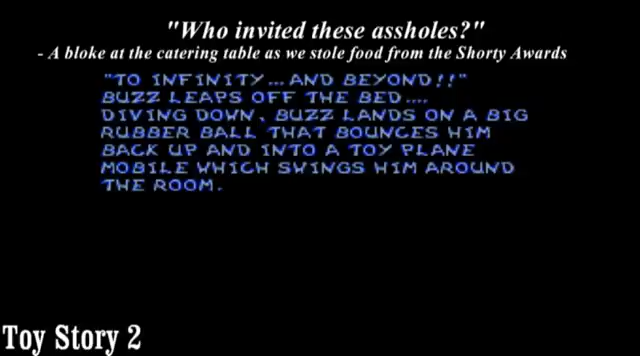 "Who invited these assholes?"
- A bloke at the catering table as we stole food from the Shorty Awards
"TO INFINITY...AND BEYOND!!"
BUZZ LEAPS OFF THE BED....
DIVING DOWN, BUZZ LANDS ON A BIG
RUBBER BALL THAT BOUNCES HIM
BACK UP AND INTO A TOY PLANE
MOBILE WHICH SWINGS HIM AROUND
THE ROOM.
Toy Story 2